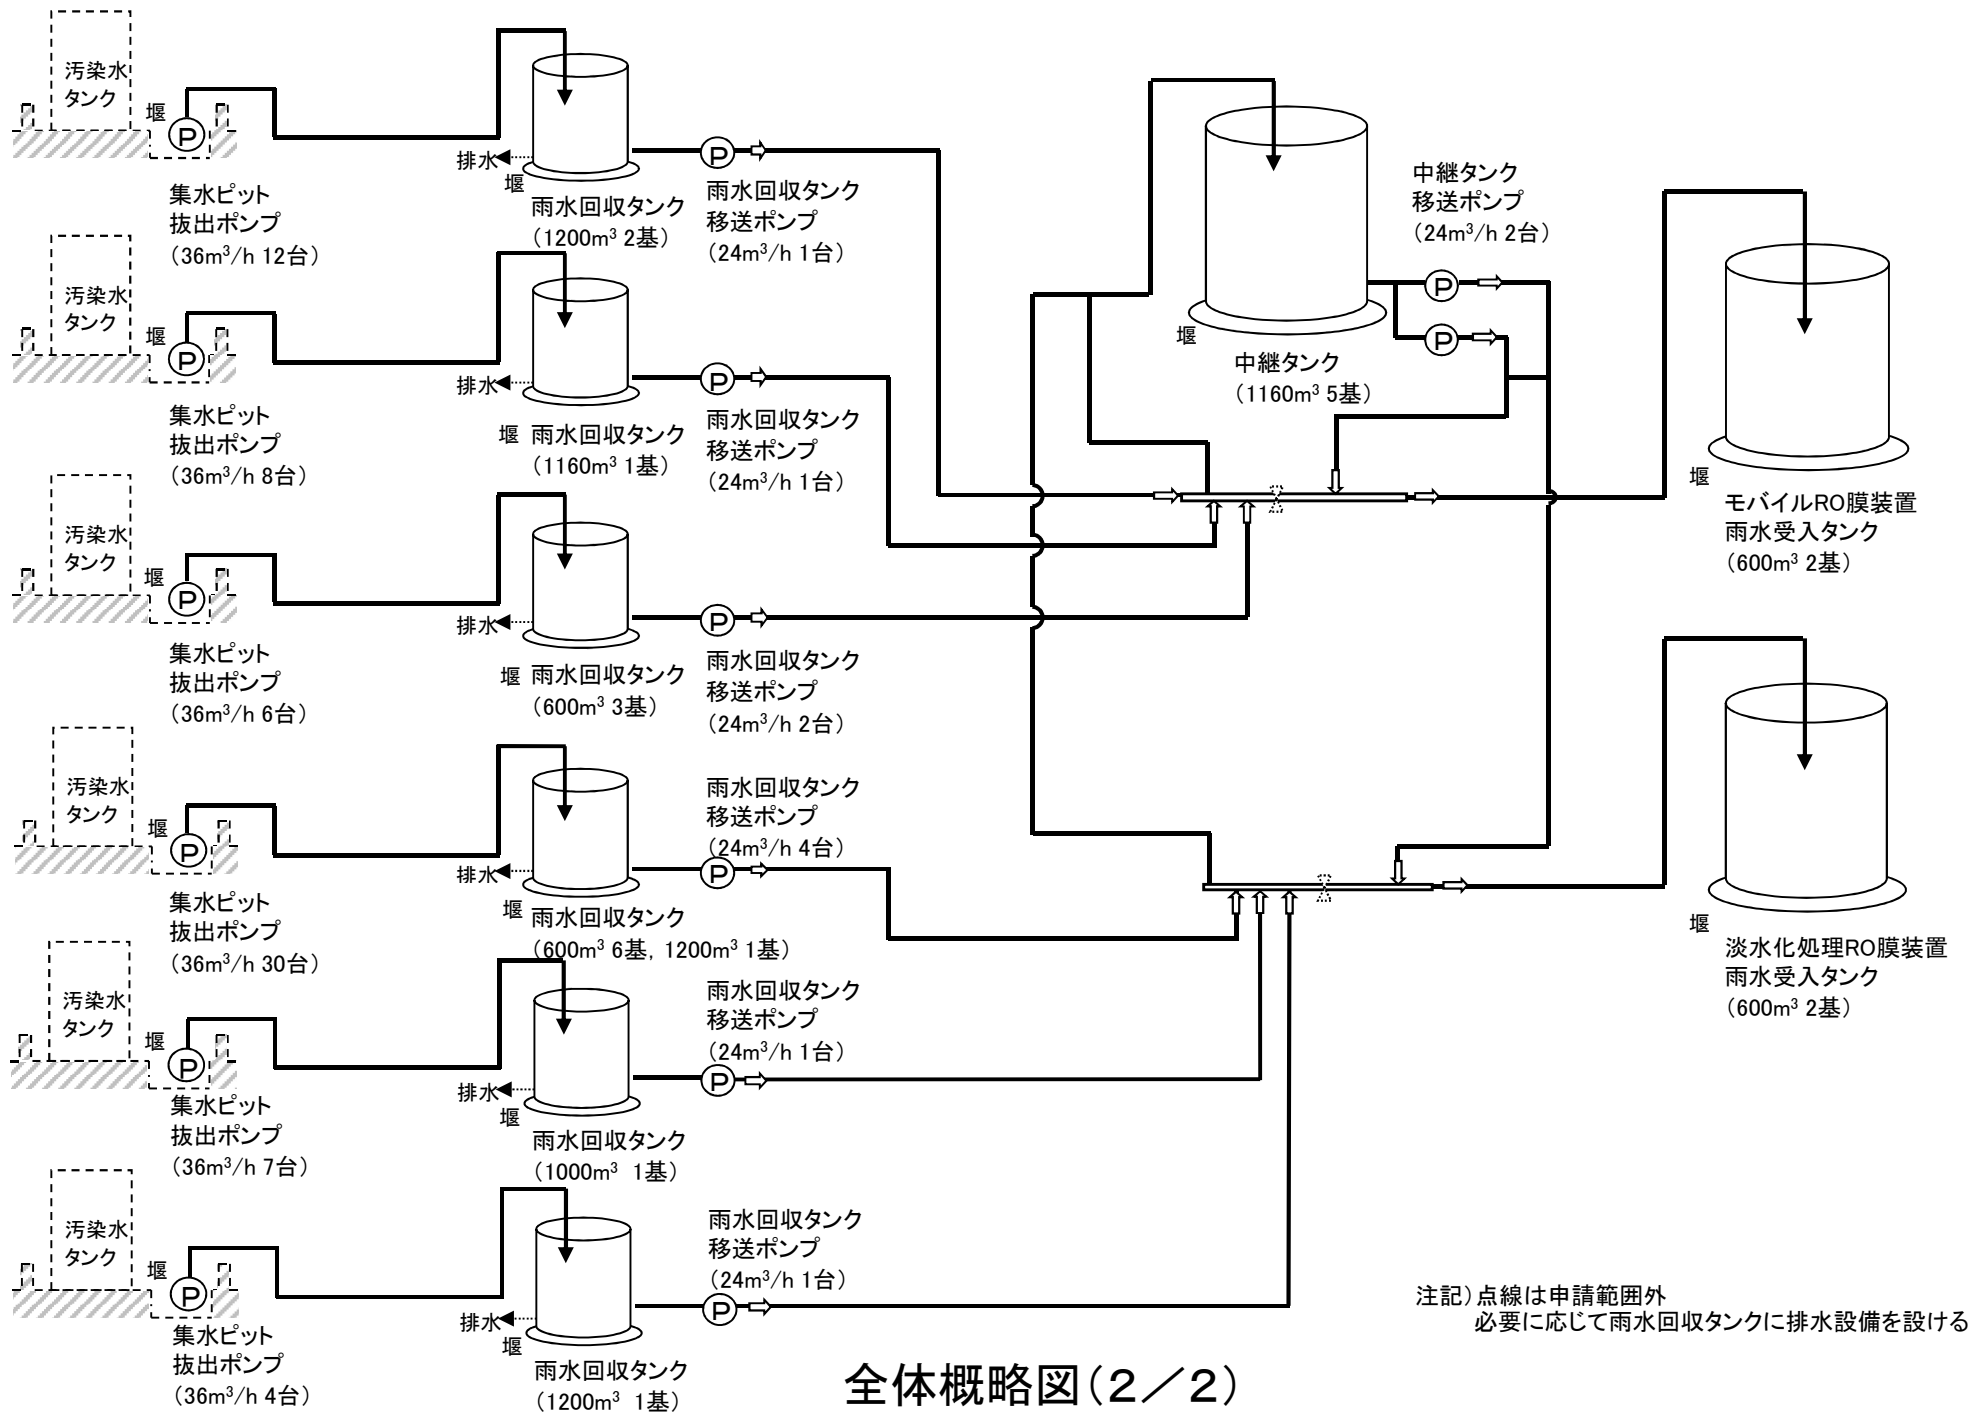 汚染水
タンク
堰
P
集水ピット
抜出ポンプ
（36m³/h 12台）
排水
堰
雨水回収タンク
（1200m³ 2基）
P
雨水回収タンク
移送ポンプ
（24m³/h 1台）
汚染水
タンク
堰
P
集水ピット
抜出ポンプ
（36m³/h 8台）
排水
堰
雨水回収タンク
（1160m³ 1基）
P
雨水回収タンク
移送ポンプ
（24m³/h 1台）
汚染水
タンク
堰
P
集水ピット
抜出ポンプ
（36m³/h 6台）
排水
堰
雨水回収タンク
（600m³ 3基）
P
雨水回収タンク
移送ポンプ
（24m³/h 2台）
汚染水
タンク
堰
P
集水ピット
抜出ポンプ
（36m³/h 30台）
排水
堰
雨水回収タンク
（600m³ 6基，1200m³ 1基）
雨水回収タンク
移送ポンプ
（24m³/h 4台）
P
汚染水
タンク
堰
P
集水ピット
抜出ポンプ
（36m³/h 7台）
排水
堰
雨水回収タンク
（1000m³ 1基）
雨水回収タンク
移送ポンプ
（24m³/h 1台）
P
汚染水
タンク
堰
P
集水ピット
抜出ポンプ
（36m³/h 4台）
排水
堰
雨水回収タンク
（1200m³ 1基）
雨水回収タンク
移送ポンプ
（24m³/h 1台）
P
堰
中継タンク
（1160m³ 5基）
中継タンク
移送ポンプ
（24m³/h 2台）
P
P
堰
モバイルRO膜装置
雨水受入タンク
（600m³ 2基）
堰
淡水化処理RO膜装置
雨水受入タンク
（600m³ 2基）
注記）点線は申請範囲外
必要に応じて雨水回収タンクに排水設備を設ける
全体概略図（２／２）